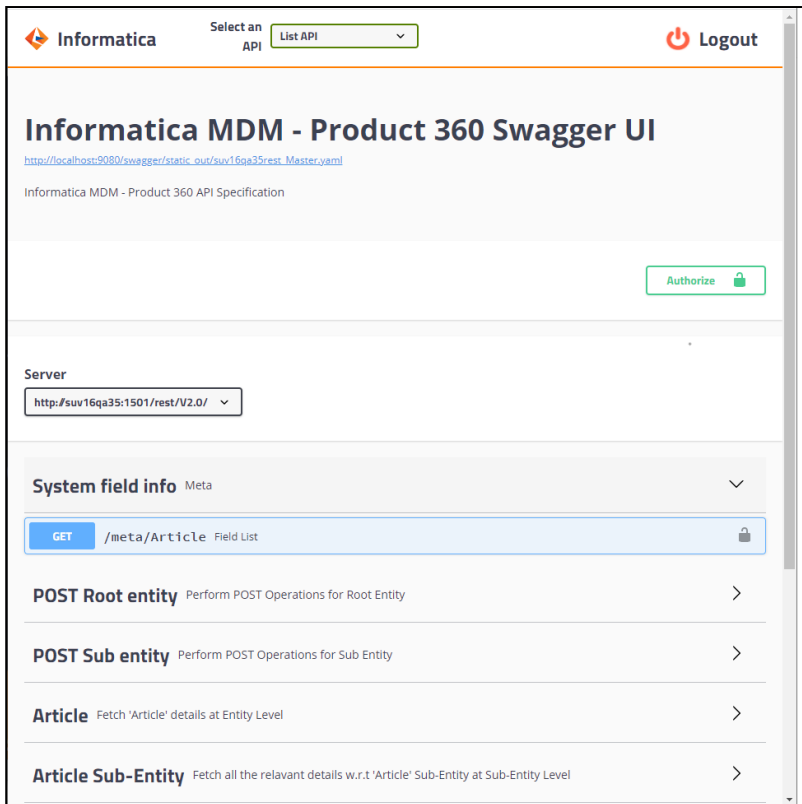 Informatica
Select an
API
List API
Logout
Informatica MDM - Product 360 Swagger UI
http://localhost:9080/swagger/static_out/suv16qa35rest_Master.yaml
Informatica MDM - Product 360 API Specification
Authorize
Server
http://suv16qa35:1501/rest/V2.0/
System field info Meta
GET /meta/Article Field List
POST Root entity Perform POST Operations for Root Entity
POST Sub entity Perform POST Operations for Sub Entity
Article Fetch 'Article' details at Entity Level
Article Sub-Entity Fetch all the relavant details w.r.t 'Article' Sub-Entity at Sub-Entity Level